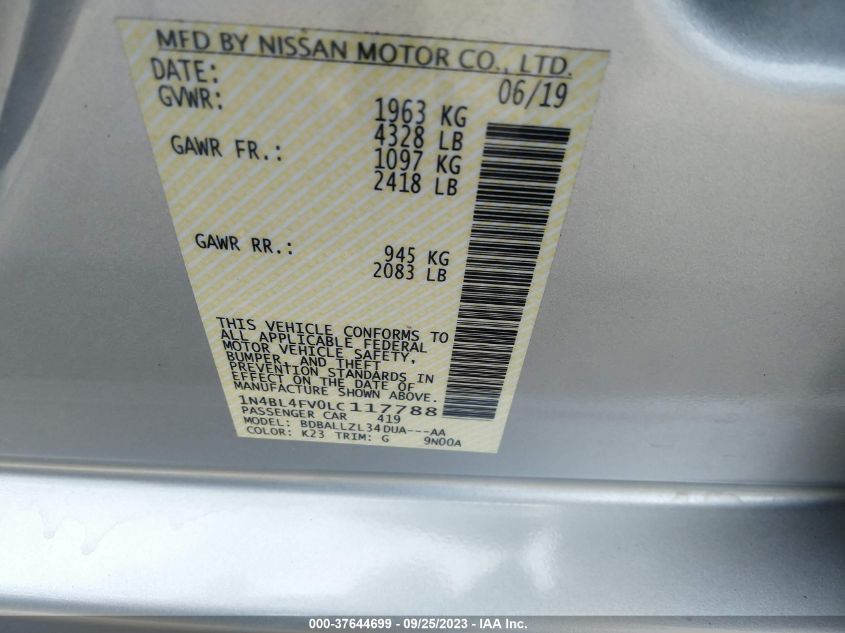 MFD BY NISSAN MOTOR CO., LTD.
DATE: 06/19
GVWR: 1963 KG
4328 LB
GAWR FR.: 1097 KG
2418 LB
GAWR RR.: 945 KG
2083 LB
THIS VEHICLE CONFORMS TO
ALL APPLICABLE FEDERAL
MOTOR VEHICLE SAFETY,
BUMPER, AND THEFT
PREVENTION STANDARDS IN
EFFECT ON THE DATE OF
MANUFACTURE SHOWN ABOVE.
1N4BL4FV0LC117788
PASSENGER CAR 419
MODEL: BDBALLZL34DUA---AA
COLOR: K23 TRIM: G 9N00A
000-37644699 - 09/25/2023 - IAA Inc.